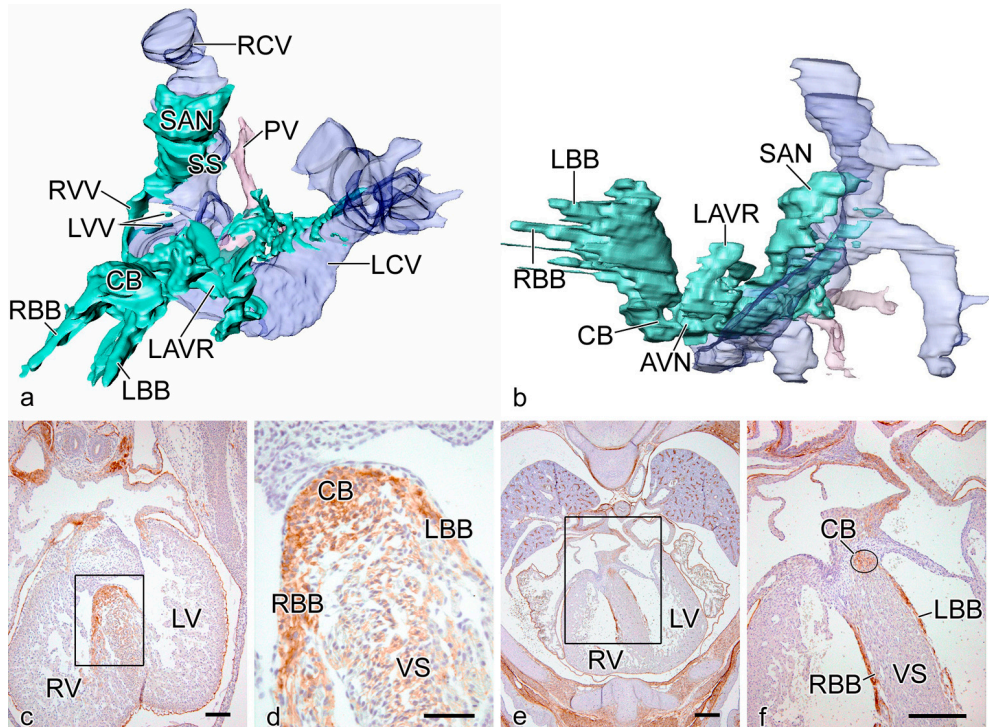 RCV
SAN
PV
SS
RVV
LVV
CB
LCV
RBB
LAVR
LBB
a
SAN
LBB
LAVR
RBB
CB
AVN
b
LV
RV
c
CB
LBB
RBB
VS
d
LV
RV
e
CB
LBB
RBB
VS
f